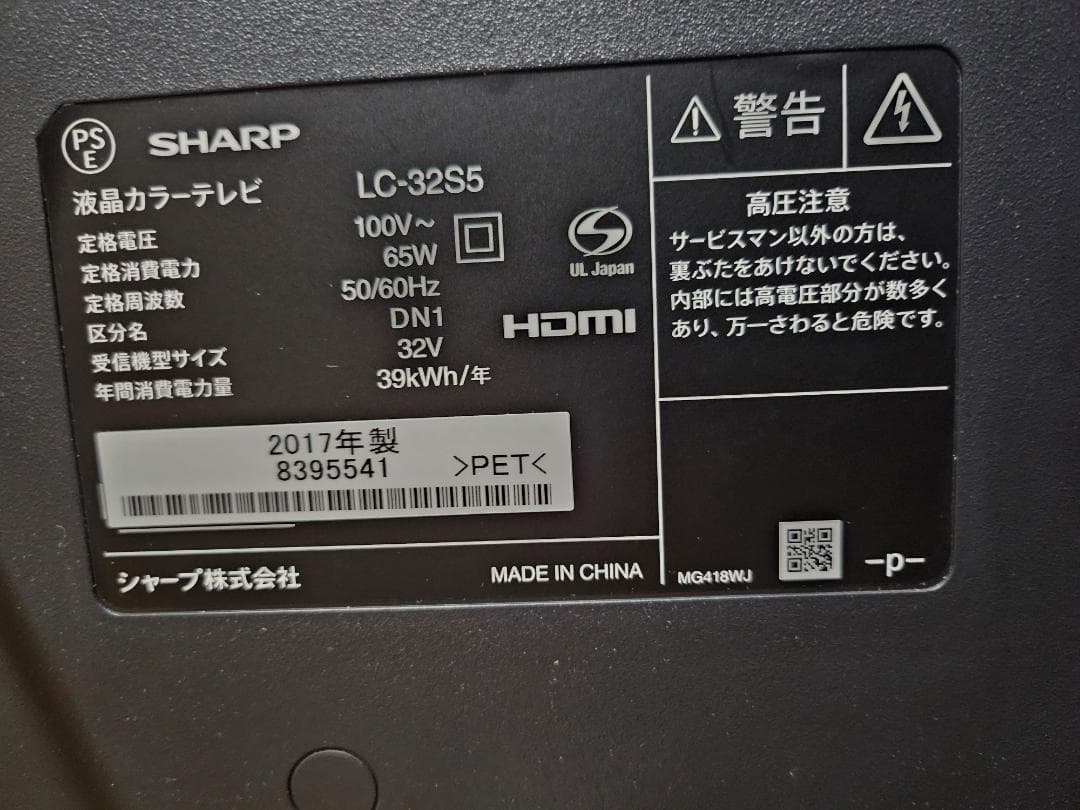 PS
E
SHARP
液晶カラーテレビ LC-32S5
定格電圧 100V～
定格消費電力 65W
定格周波数 50/60Hz
区分名 DN1
受信機型サイズ 32V
年間消費電力量 39kWh/年
UL Japan
HDMI
2017年製
8395541 >PET<
シャープ株式会社 MADE IN CHINA
警告
高圧注意
サービスマン以外の方は、
裏ぶたをあけないでください。
内部には高電圧部分が数多く
あり、万一さわると危険です。
MG418WJ -p-